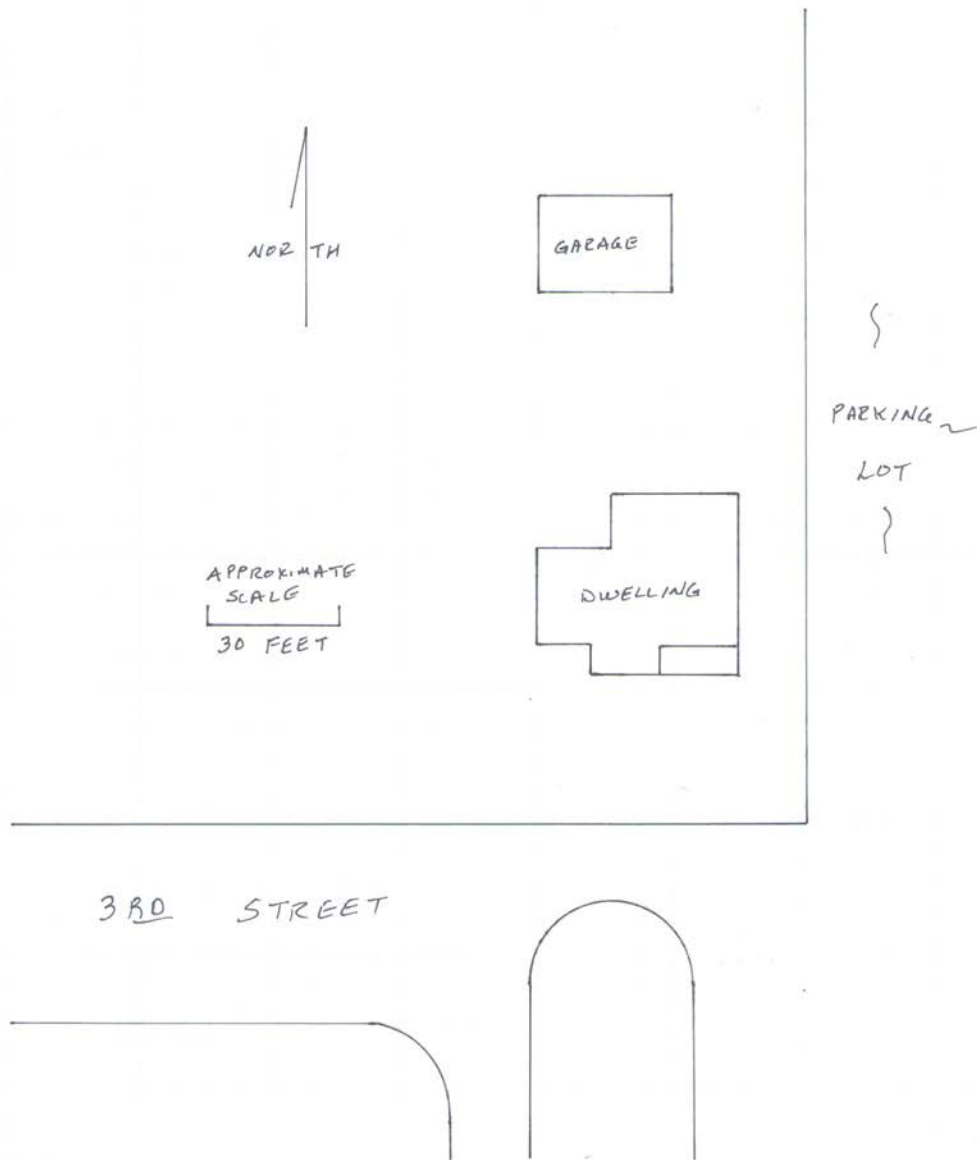 NORTH
GARAGE
PARKING
LOT
APPROXIMATE
SCALE
30 FEET
DWELLING
3RD STREET